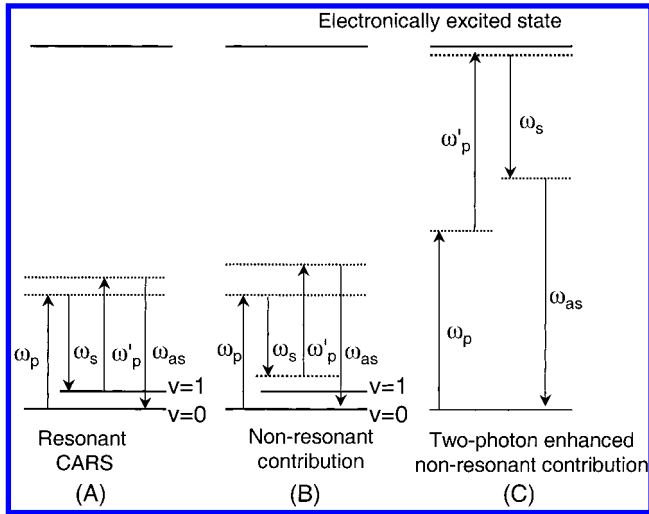 Electronically excited state
ω'p
ωs
ωp
ωs
ω'p
ωas
ωp
ωs
ω'p
ωas
ωp
ωas
v=1
v=0
v=1
v=0
Resonant
CARS
(A)
Non-resonant
contribution
(B)
Two-photon enhanced
non-resonant contribution
(C)